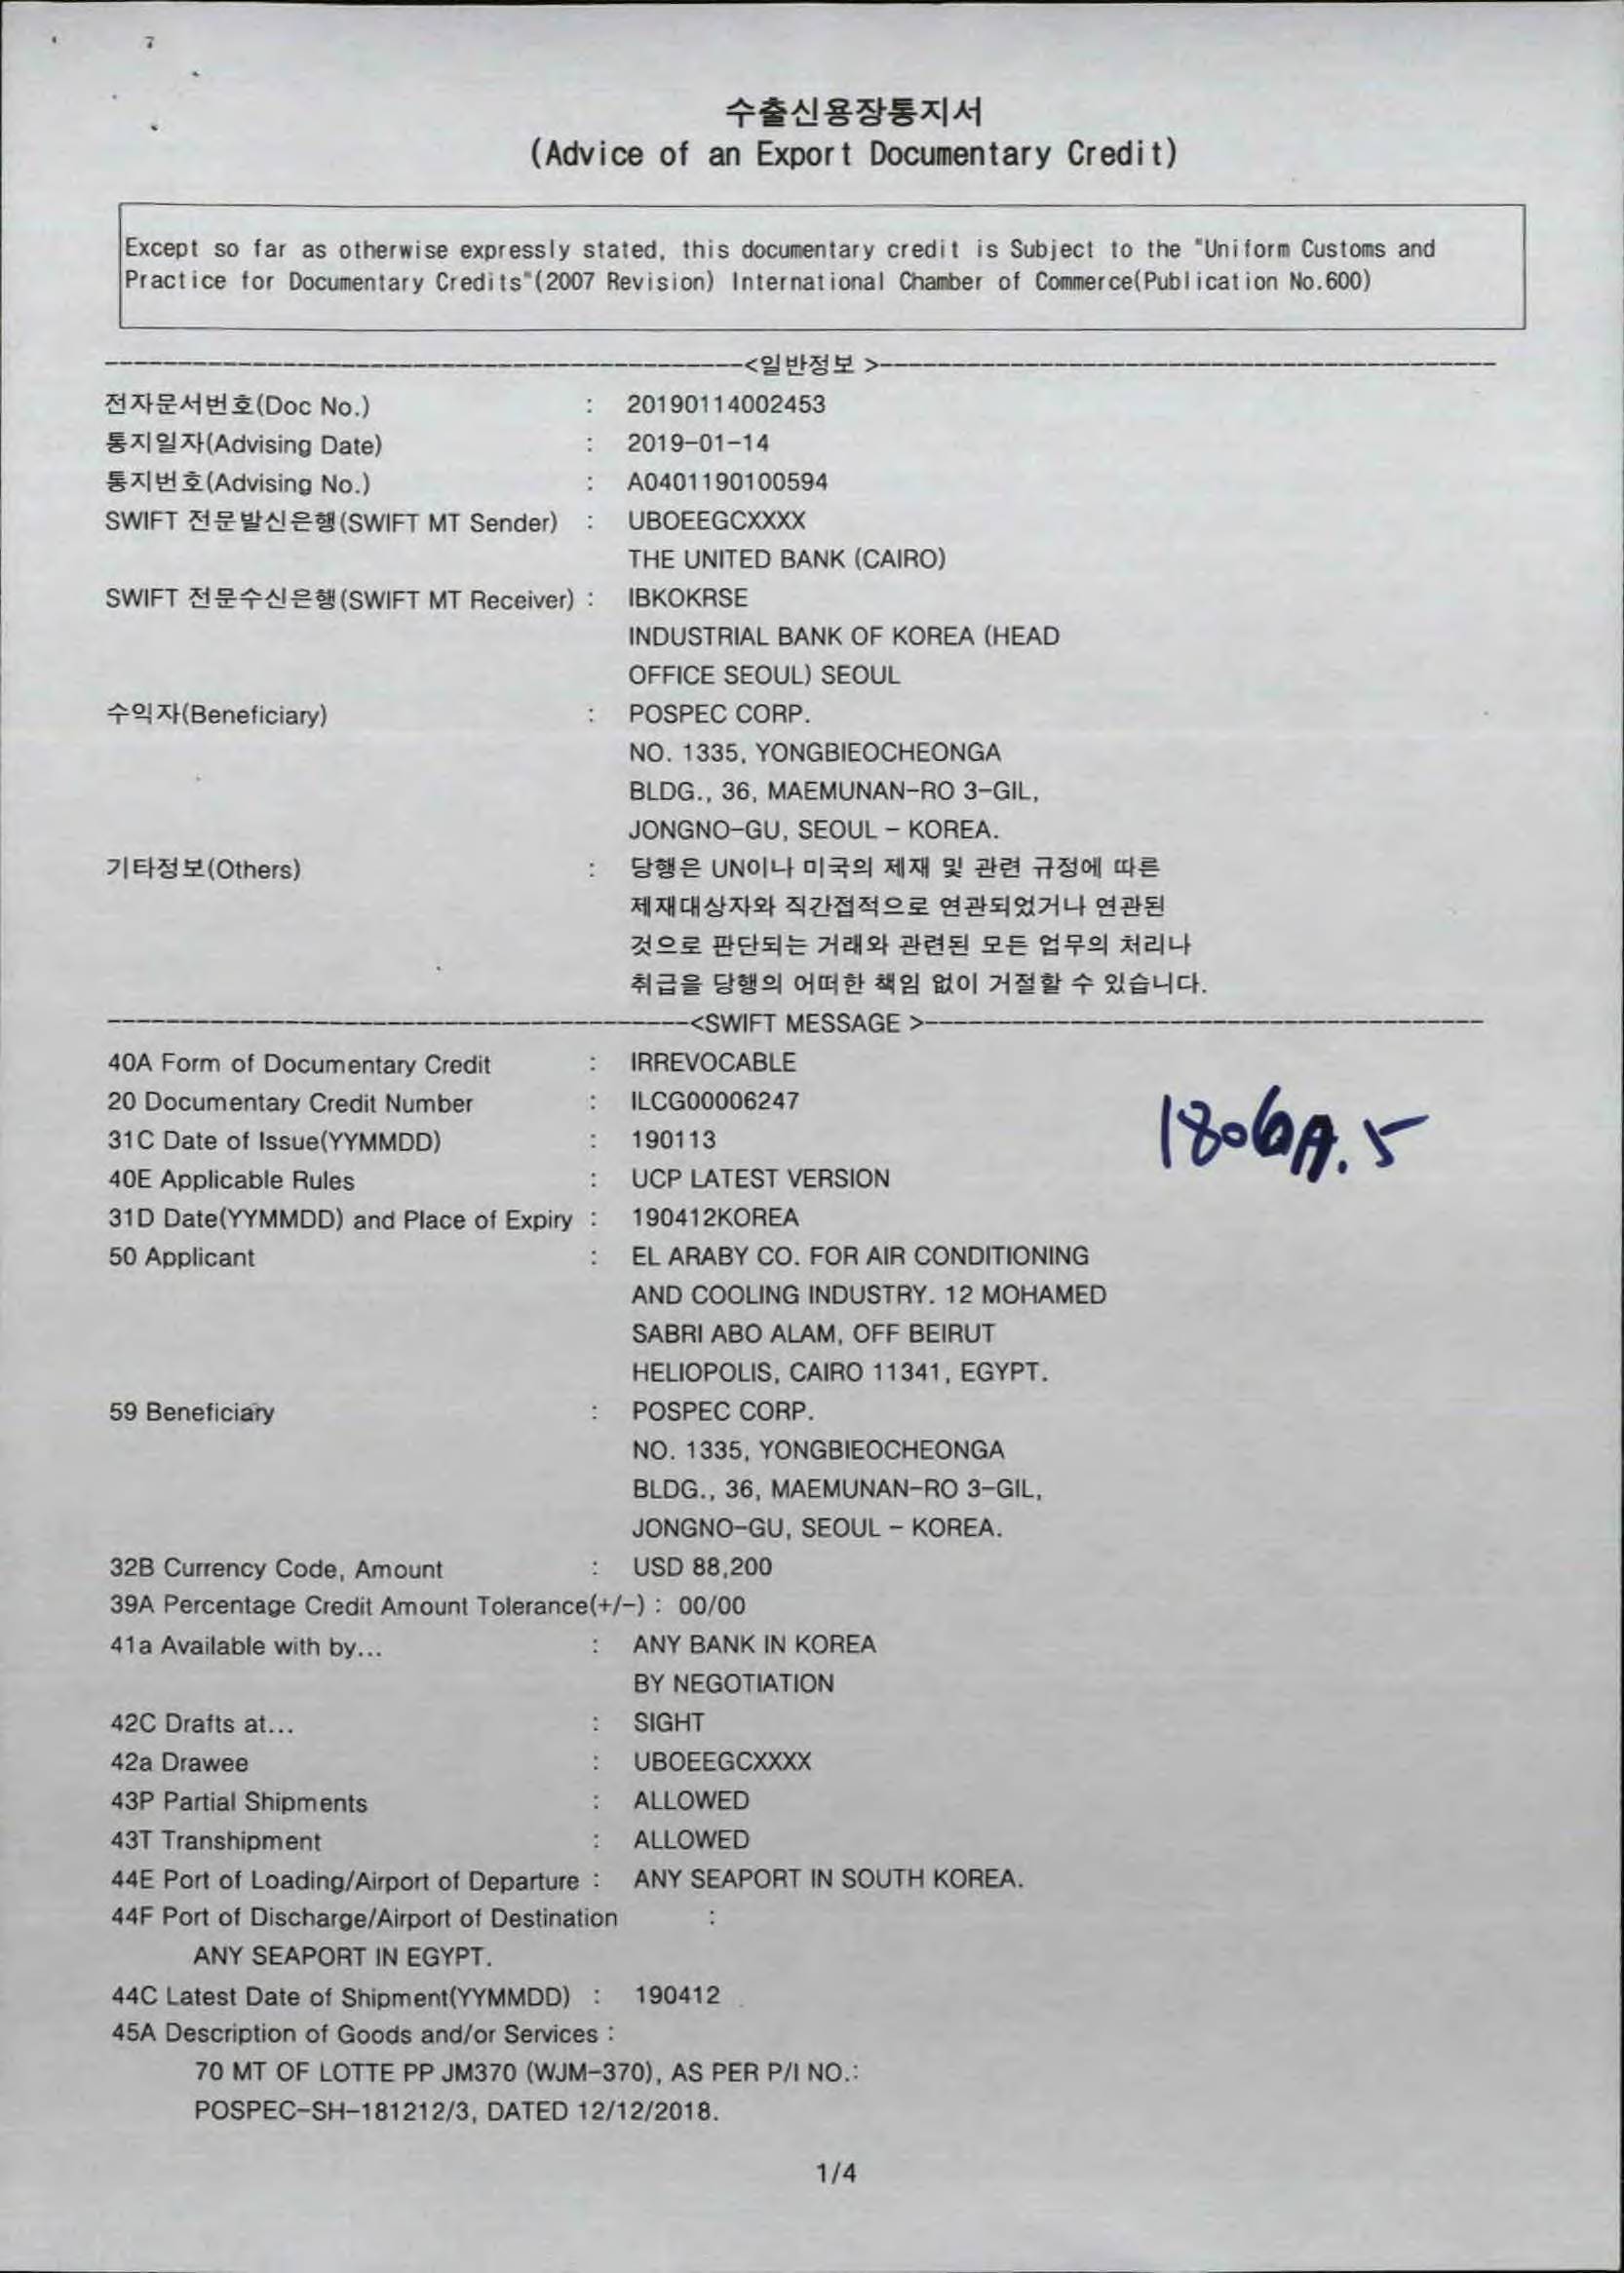 수출신용장통지서
(Advice of an Export Documentary Credit)
Except so far as otherwise expressly stated, this documentary credit is Subject to the "Uniform Customs and
Practice for Documentary Credits"(2007 Revision) International Chamber of Commerce(Publication No.600)
<일반정보 >
전자문서번호(Doc No.) : 20190114002453
통지일자(Advising Date) : 2019-01-14
통지번호(Advising No.) : A0401190100594
SWIFT 전문발신은행(SWIFT MT Sender) : UBOEEGCXXXX
THE UNITED BANK (CAIRO)
SWIFT 전문수신은행(SWIFT MT Receiver) : IBKOKRSE
INDUSTRIAL BANK OF KOREA (HEAD
OFFICE SEOUL) SEOUL
수익자(Beneficiary) : POSPEC CORP.
NO. 1335, YONGBIEOCHEONGA
BLDG., 36, MAEMUNAN-RO 3-GIL,
JONGNO-GU, SEOUL - KOREA.
기타정보(Others) : 당행은 UN이나 미국의 제재 및 관련 규정에 따른
제재대상자와 직간접적으로 연관되었거나 연관된
것으로 판단되는 거래와 관련된 모든 업무의 처리나
취급을 당행의 어떠한 책임 없이 거절할 수 있습니다.
<SWIFT MESSAGE >
40A Form of Documentary Credit : IRREVOCABLE
20 Documentary Credit Number : ILCG00006247
31C Date of Issue(YYMMDD) : 190113
40E Applicable Rules : UCP LATEST VERSION
31D Date(YYMMDD) and Place of Expiry : 190412KOREA
50 Applicant : EL ARABY CO. FOR AIR CONDITIONING
AND COOLING INDUSTRY. 12 MOHAMED
SABRI ABO ALAM, OFF BEIRUT
HELIOPOLIS, CAIRO 11341, EGYPT.
59 Beneficiary : POSPEC CORP.
NO. 1335, YONGBIEOCHEONGA
BLDG., 36, MAEMUNAN-RO 3-GIL,
JONGNO-GU, SEOUL - KOREA.
32B Currency Code, Amount : USD 88,200
39A Percentage Credit Amount Tolerance(+/-) : 00/00
41a Available with by... : ANY BANK IN KOREA
BY NEGOTIATION
42C Drafts at... : SIGHT
42a Drawee : UBOEEGCXXXX
43P Partial Shipments : ALLOWED
43T Transhipment : ALLOWED
44E Port of Loading/Airport of Departure : ANY SEAPORT IN SOUTH KOREA.
44F Port of Discharge/Airport of Destination :
ANY SEAPORT IN EGYPT.
44C Latest Date of Shipment(YYMMDD) : 190412
45A Description of Goods and/or Services :
70 MT OF LOTTE PP JM370 (WJM-370), AS PER P/I NO.:
POSPEC-SH-181212/3, DATED 12/12/2018.
1/4